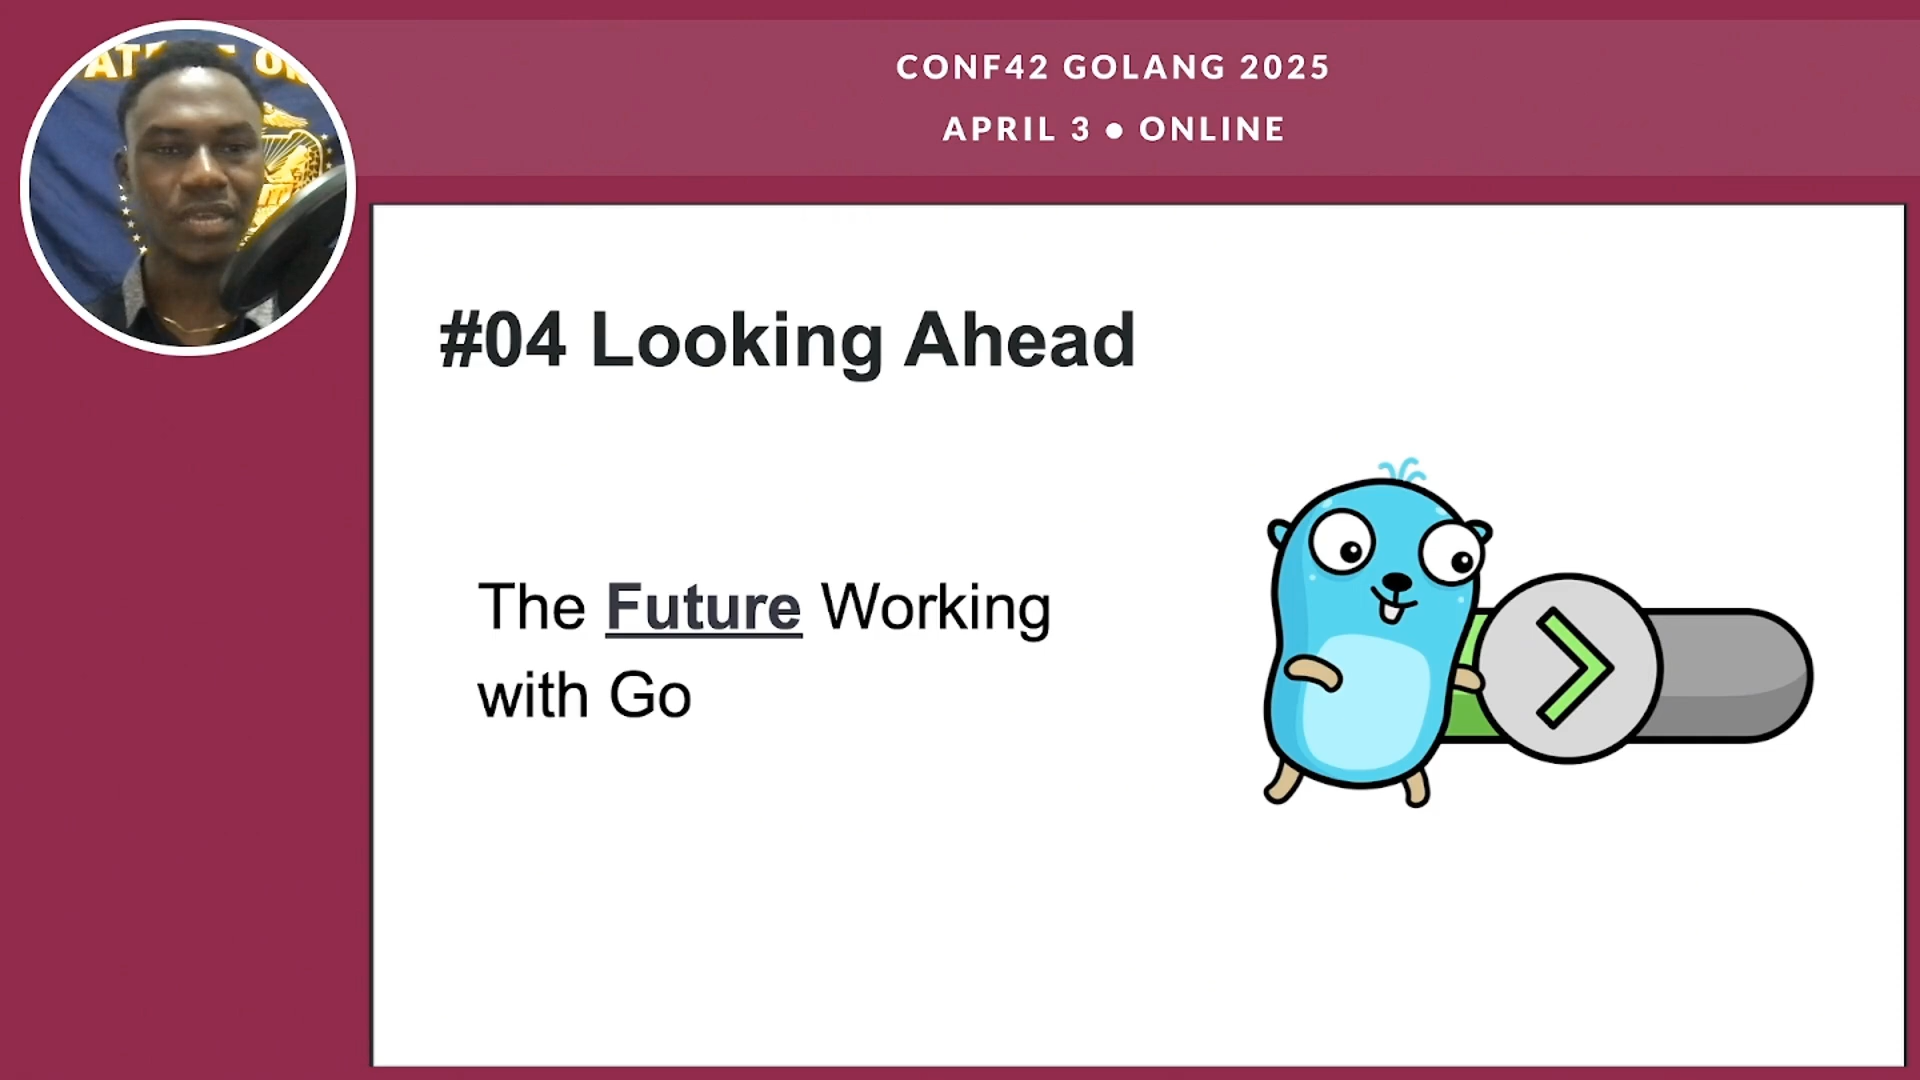 CONF42 GOLANG 2025
APRIL 3 ● ONLINE
#04 Looking Ahead
The Future Working
with Go